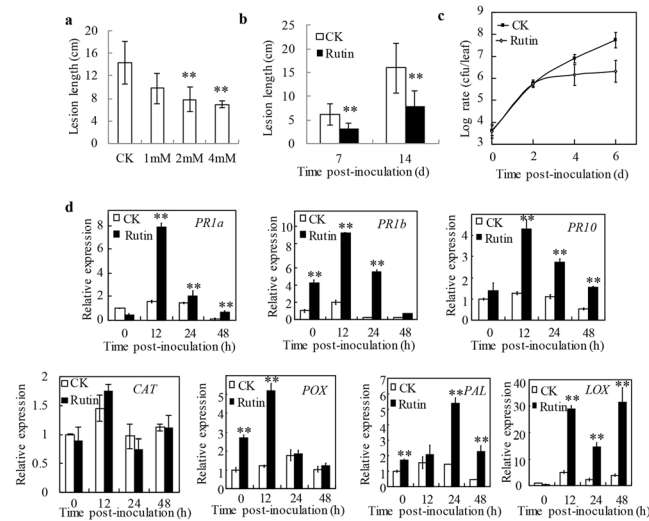 a
Lesion length (cm)
20
16
12
8
4
0
**
**
CK 1mM 2mM 4mM
b
Lesion length (cm)
25
20
15
10
5
0
CK
Rutin
**
**
7 14
Time post-inoculation (d)
c
Log rate (cfu/leaf)
9
8
7
6
5
4
3
CK
Rutin
0 2 4 6
Time post-inoculation (d)
d
PR1a
Relative expression
8
6
4
2
0
CK
Rutin
**
**
**
0 12 24 48
Time post-inoculation (h)
PR1b
Relative expression
10
8
6
4
2
0
CK
Rutin
**
**
**
0 12 24 48
Time post-inoculation (h)
PR10
Relative expression
4
3
2
1
0
CK
Rutin
**
**
**
0 12 24 48
Time post-inoculation (h)
CAT
Relative expression
2
1.5
1
0.5
0
CK
Rutin
0 12 24 48
Time post-inoculation (h)
POX
Relative expression
6
5
4
3
2
1
0
CK
Rutin
**
**
0 12 24 48
Time post-inoculation (h)
PAL
Relative expression
6
5
4
3
2
1
0
CK
Rutin
**
**
**
0 12 24 48
Time post-inoculation (h)
LOX
Relative expression
40
30
20
10
0
CK
Rutin
**
**
**
0 12 24 48
Time post-inoculation (h)